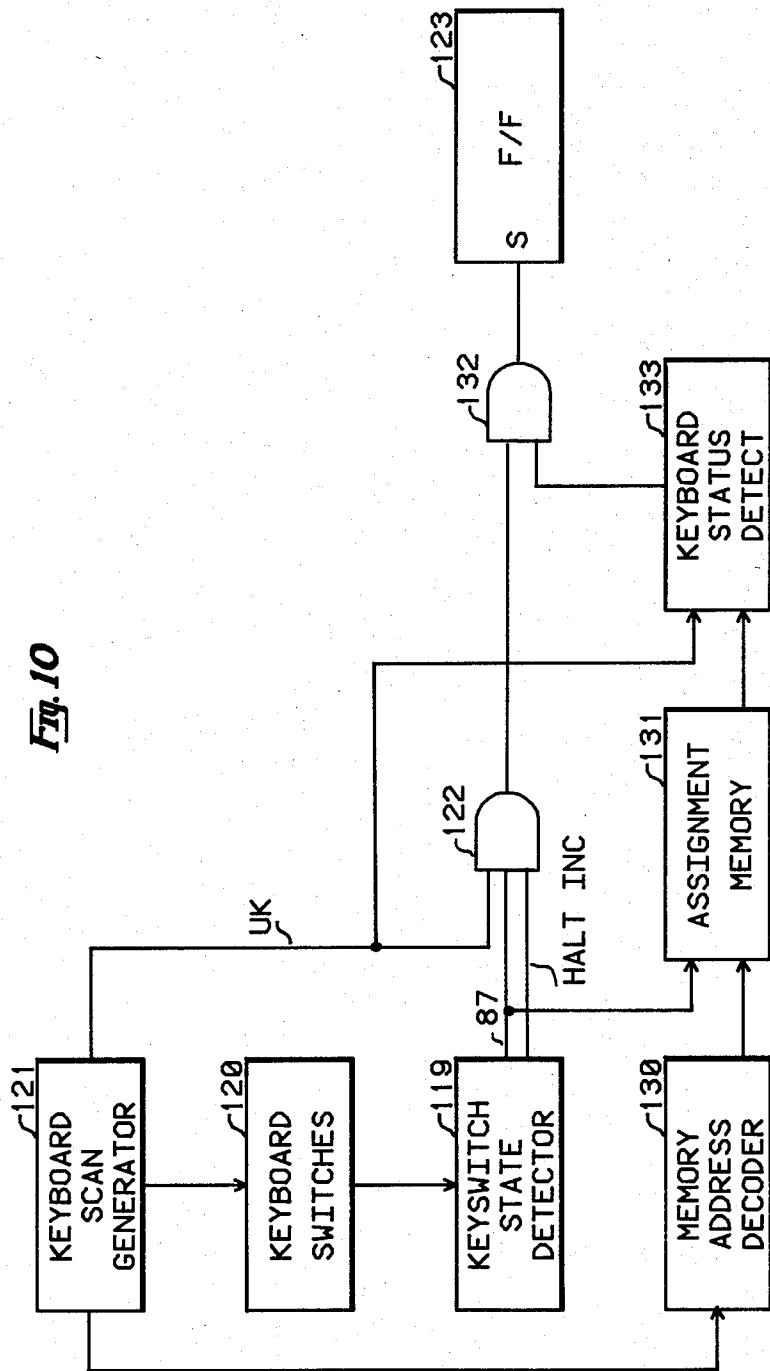 Fig. 10
121
KEYBOARD
SCAN
GENERATOR
UK
120
KEYBOARD
SWITCHES
119
KEYSWITCH
STATE
DETECTOR
87
HALT INC
122
132
123
S
F/F
130
MEMORY
ADDRESS
DECODER
131
ASSIGNMENT
MEMORY
133
KEYBOARD
STATUS
DETECT